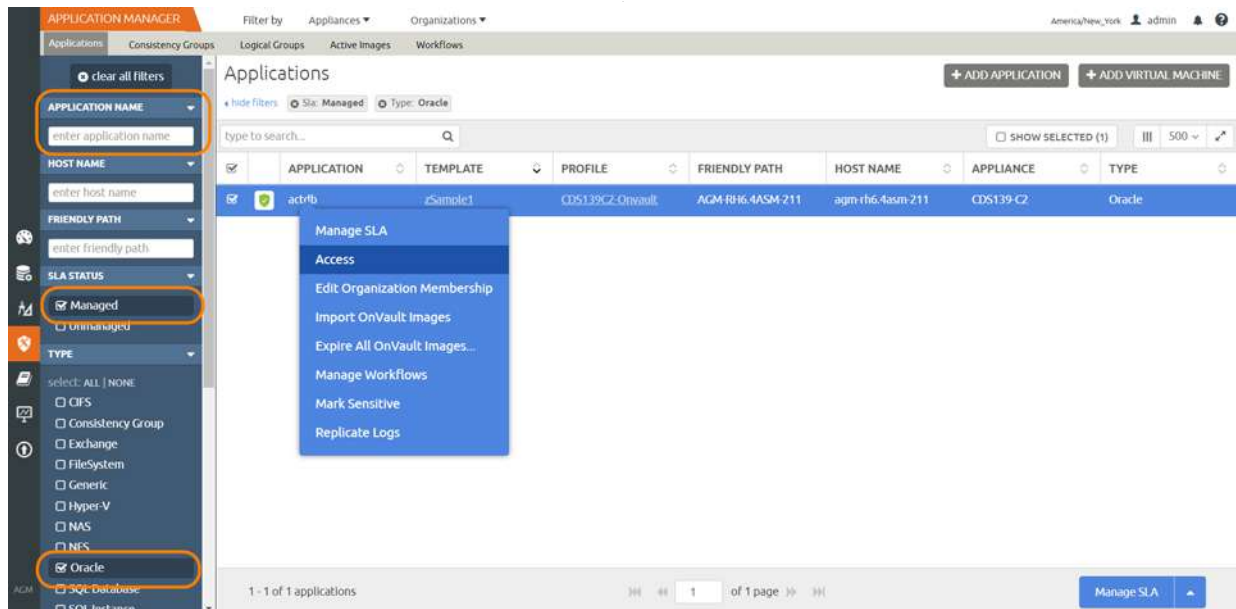 APPLICATION MANAGER
Filter by Appliances Organizations
America/New_York admin
Applications Consistency Groups Logical Groups Active Images Workflows
clear all filters
APPLICATION NAME
enter application name
HOST NAME
enter host name
FRIENDLY PATH
enter friendly path
SLA STATUS
Managed
Unmanaged
TYPE
select: ALL | NONE
CIFS
Consistency Group
Exchange
FileSystem
Generic
Hyper-V
NAS
NFS
Oracle
SQL Database
SQL Instance
AGM
Applications
+ ADD APPLICATION + ADD VIRTUAL MACHINE
hide filters Sla: Managed Type: Oracle
type to search...
SHOW SELECTED (1) 500
APPLICATION TEMPLATE PROFILE FRIENDLY PATH HOST NAME APPLIANCE TYPE
actdb zSample1 CDS139C2-Onvault AGM-RH6.4ASM-211 agm-rh6.4asm-211 CDS139-C2 Oracle
Manage SLA
Access
Edit Organization Membership
Import OnVault Images
Expire All OnVault Images...
Manage Workflows
Mark Sensitive
Replicate Logs
1 - 1 of 1 applications
1 of 1 page
Manage SLA